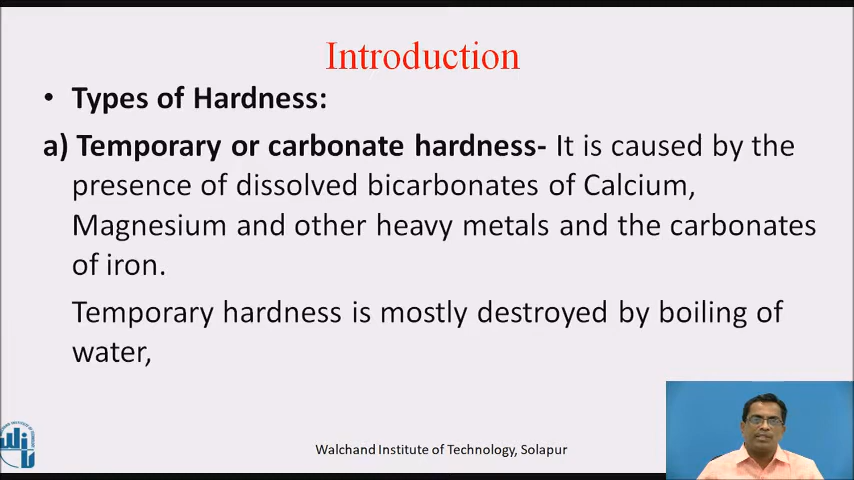 Introduction
• Types of Hardness:
a) Temporary or carbonate hardness- It is caused by the
presence of dissolved bicarbonates of Calcium,
Magnesium and other heavy metals and the carbonates
of iron.
Temporary hardness is mostly destroyed by boiling of
water,
Walchand Institute of Technology, Solapur